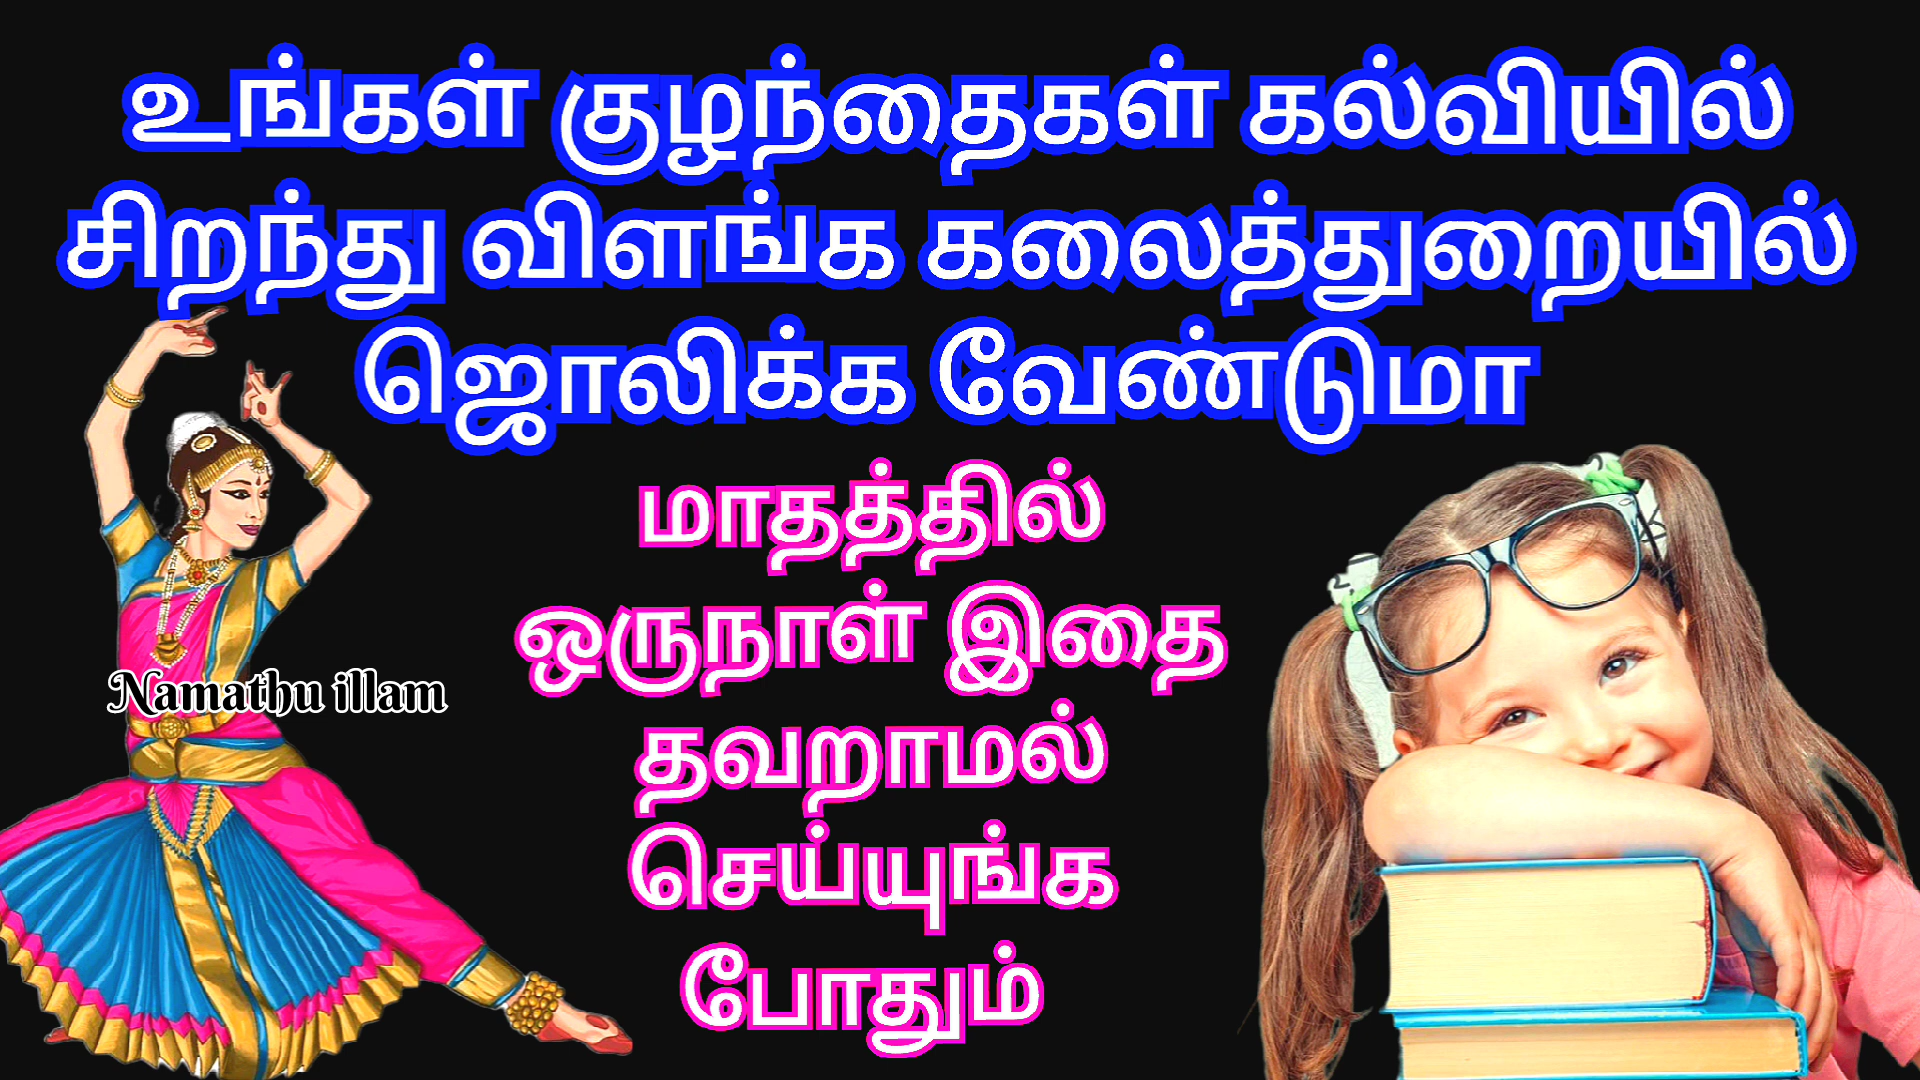 உங்கள் குழந்தைகள் கல்வியில்
சிறந்து விளங்க கலைத்துறையில்
ஜொலிக்க வேண்டுமா
மாதத்தில்
ஒருநாள் இதை
தவறாமல்
செய்யுங்க
போதும்
Namathu illam